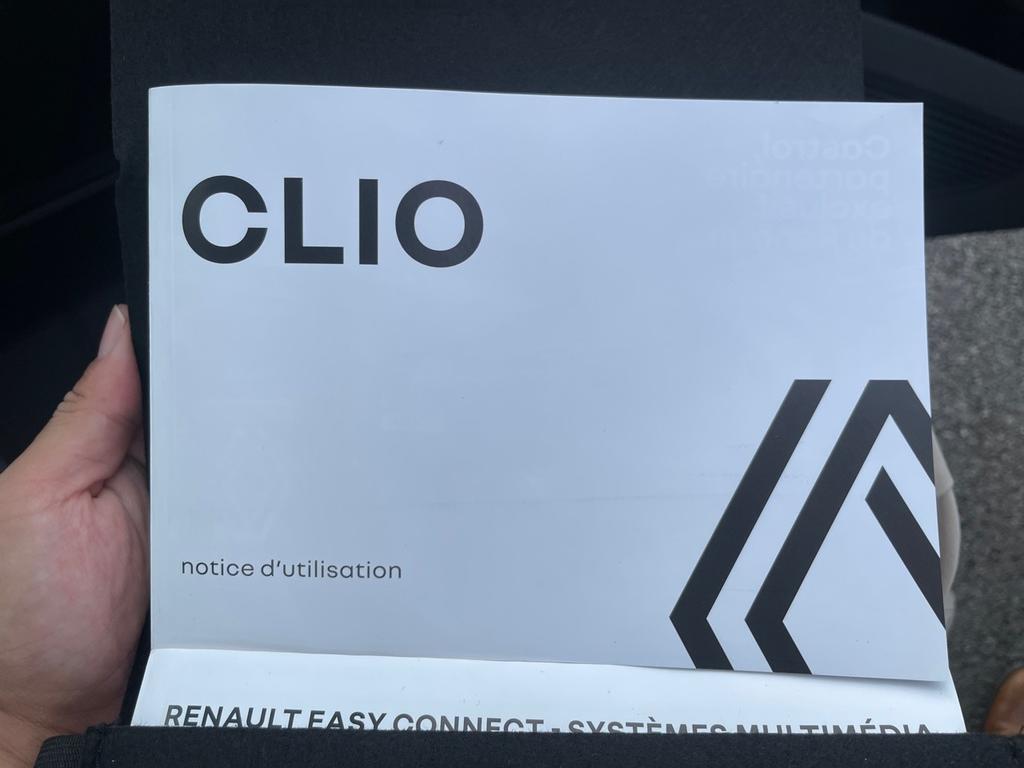 CLIO
notice d'utilisation
RENAULT EASY CONNECT - SYSTÈMES MULTIMÉDIA